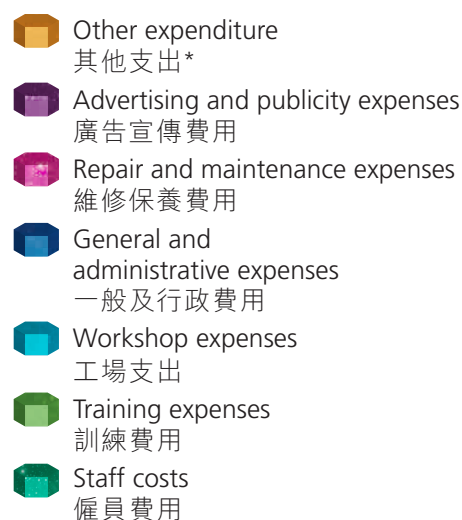 Other expenditure
其他支出*
Advertising and publicity expenses
廣告宣傳費用
Repair and maintenance expenses
維修保養費用
General and
administrative expenses
一般及行政費用
Workshop expenses
工場支出
Training expenses
訓練費用
Staff costs
僱員費用